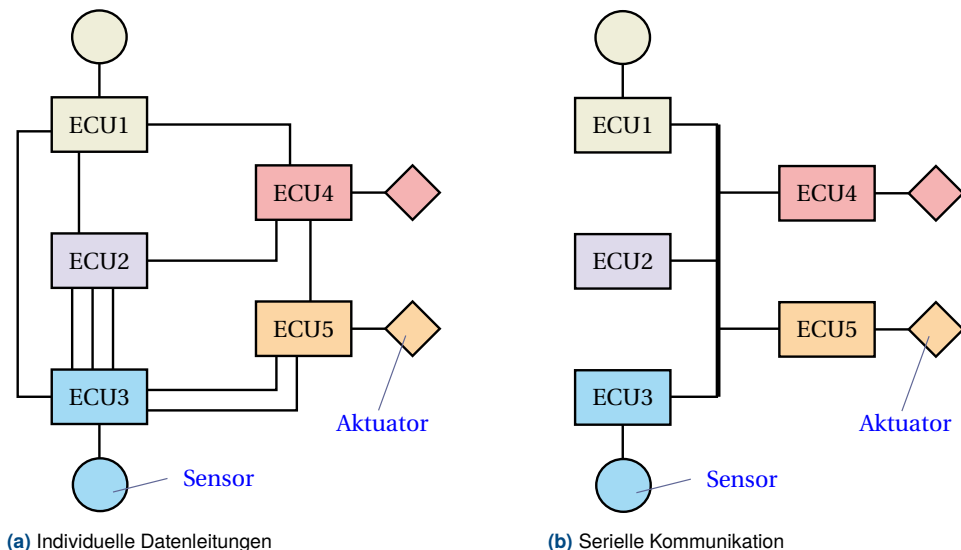 ECU1
ECU4
ECU2
ECU5
ECU3
Aktuator
Sensor
(a) Individuelle Datenleitungen
ECU1
ECU4
ECU2
ECU5
ECU3
Aktuator
Sensor
(b) Serielle Kommunikation